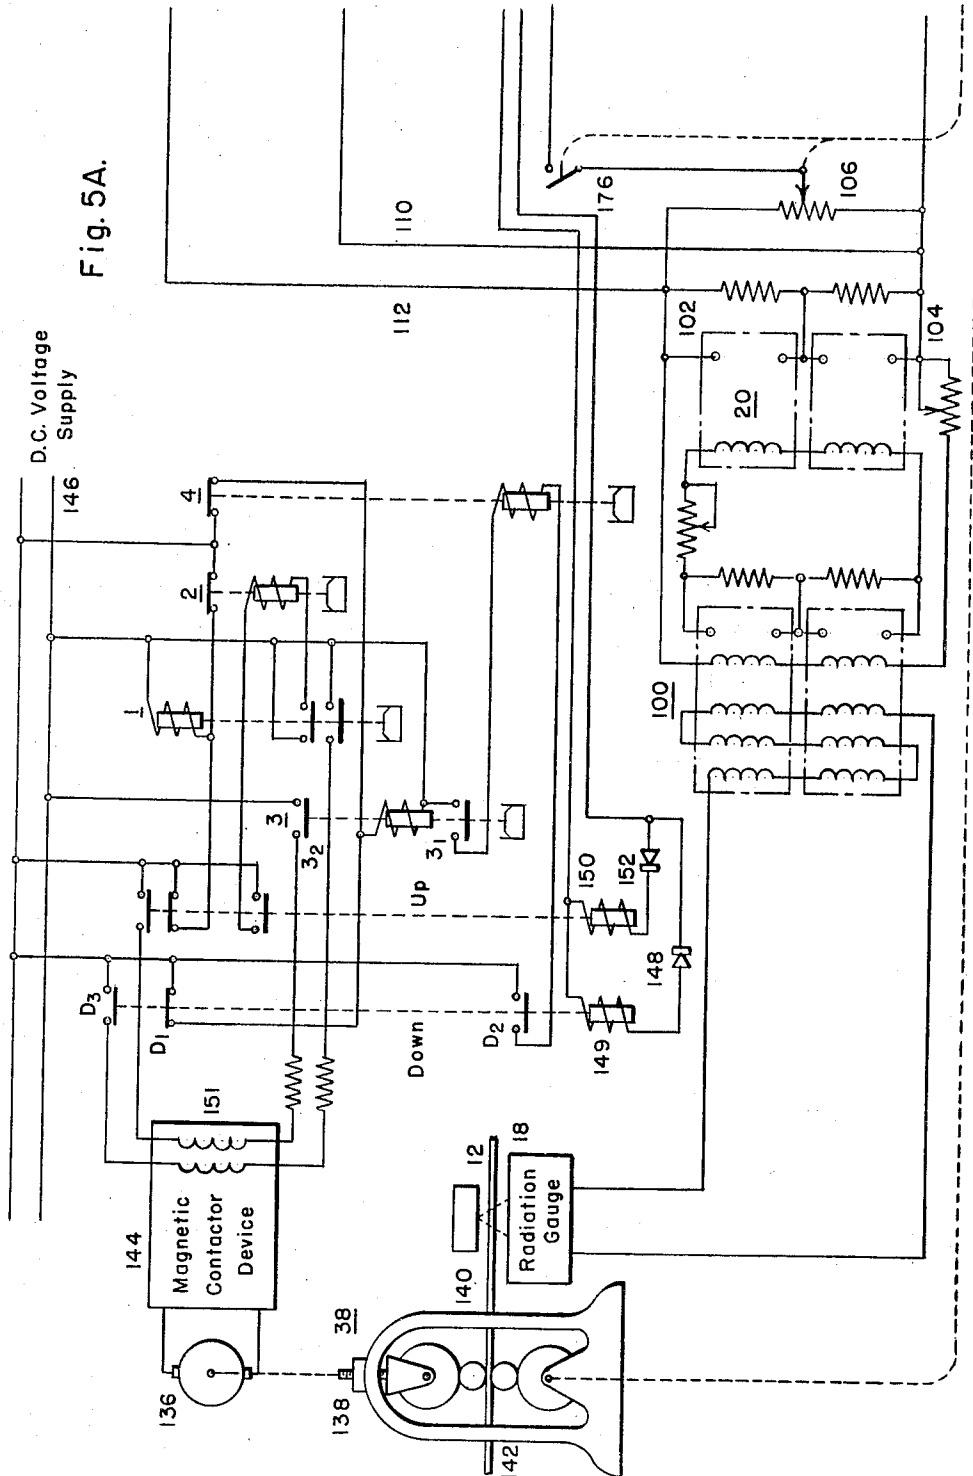 Fig. 5A.
D.C. Voltage
Supply
146
110
112
176
106
102
104
4
2
1
3
3₂
3₁
20
100
Up
150
152
148
149
D₃
D₁
D₂
Down
151
144
Magnetic
Contactor
Device
12
18
Radiation
Gauge
140
38
136
138
142